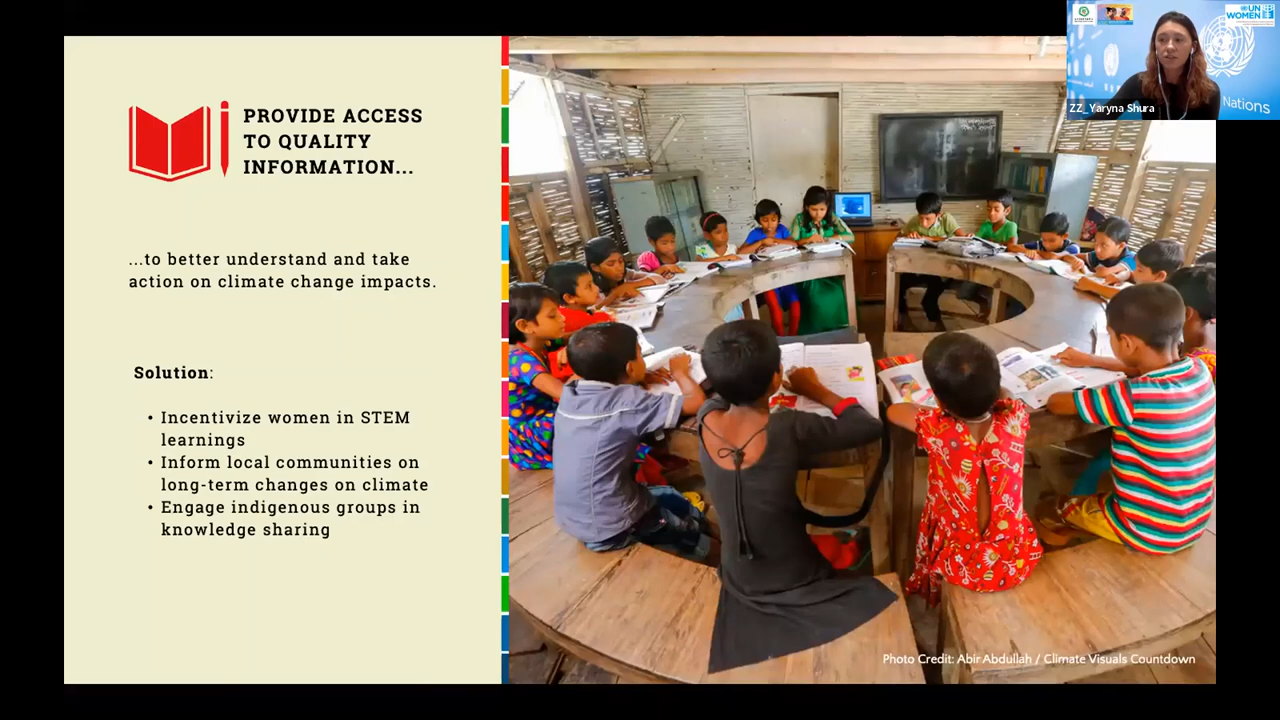 PROVIDE ACCESS
TO QUALITY
INFORMATION...
...to better understand and take
action on climate change impacts.
Solution:
• Incentivize women in STEM
learnings
• Inform local communities on
long-term changes on climate
• Engage indigenous groups in
knowledge sharing
Photo Credit: Abir Abdullah / Climate Visuals Countdown
UN
WOMEN
ZZ_Yaryna Shura
Nations